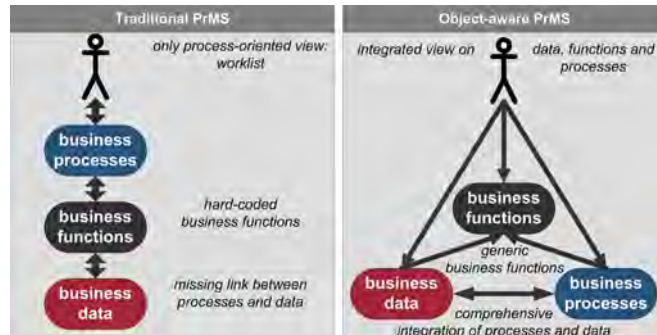 Traditional PrMS
only process-oriented view:
worklist
business
processes
hard-coded
business functions
business
functions
missing link between
processes and data
business
data
Object-aware PrMS
integrated view on
data, functions and
processes
business
functions
generic
business functions
business
data
business
processes
comprehensive
integration of processes and data